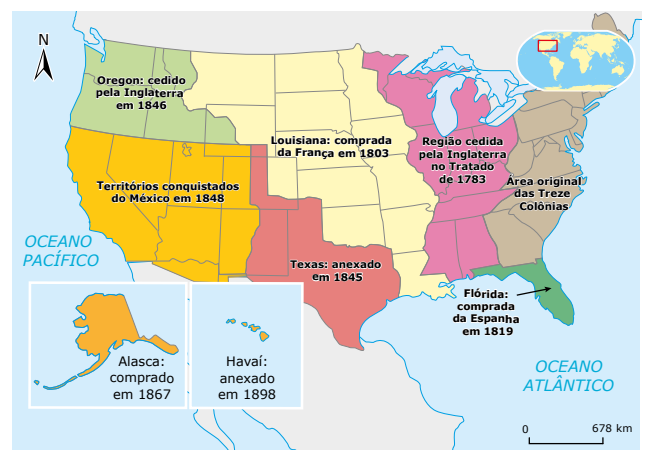 N
Oregon: cedido
pela Inglaterra
em 1846
Louisiana: comprada
da França em 1803
Região cedida
pela Inglaterra
no Tratado
de 1783
Área original
das Treze
Colônias
Territórios conquistados
do México em 1848
OCEANO
PACÍFICO
Texas: anexado
em 1845
Flórida:
comprada
da Espanha
em 1819
Alasca:
comprado
em 1867
Havaí:
anexado
em 1898
OCEANO
ATLÂNTICO
0 678 km